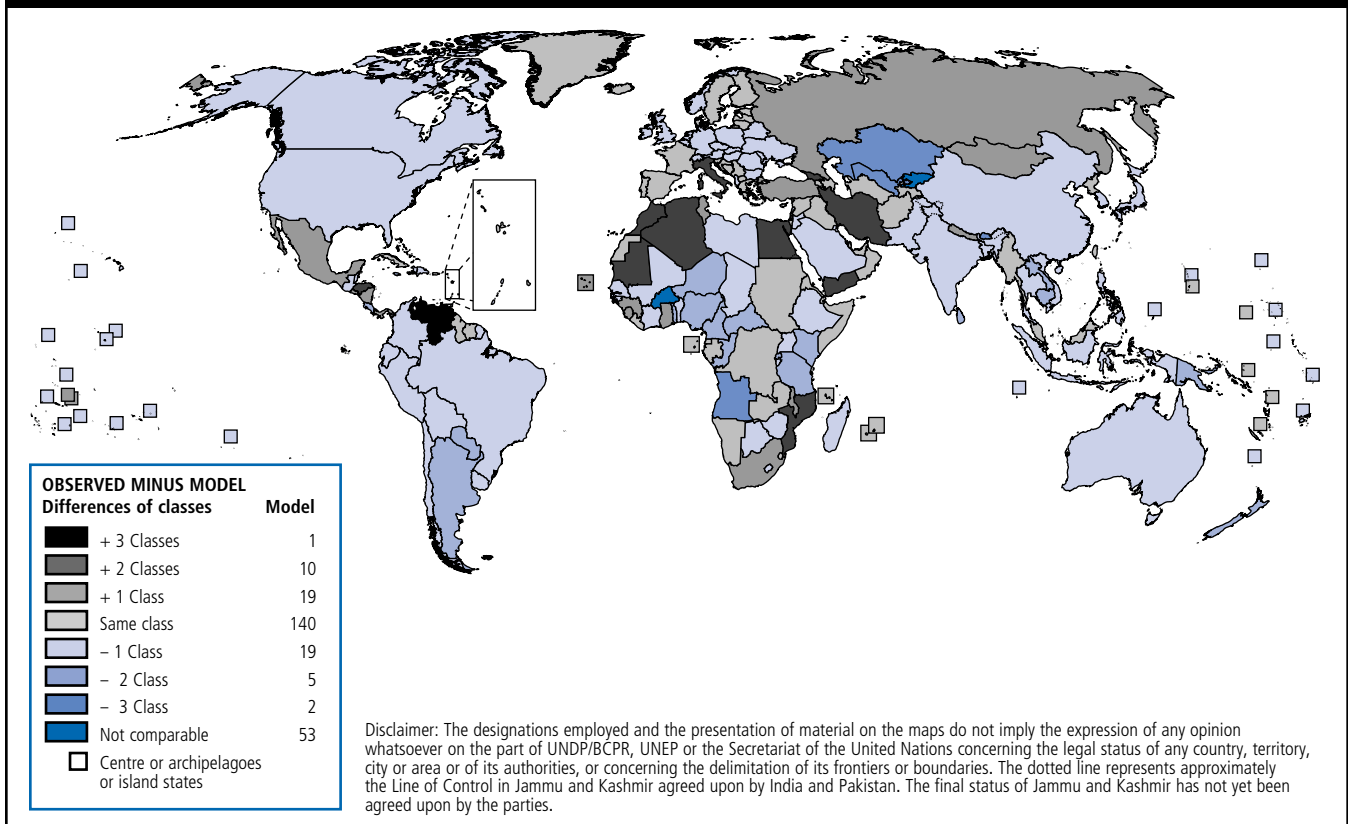 OBSERVED MINUS MODEL
Differences of classes Model
+ 3 Classes 1
+ 2 Classes 10
+ 1 Class 19
Same class 140
– 1 Class 19
– 2 Class 5
– 3 Class 2
Not comparable 53
Centre or archipelagoes
or island states
Disclaimer: The designations employed and the presentation of material on the maps do not imply the expression of any opinion
whatsoever on the part of UNDP/BCPR, UNEP or the Secretariat of the United Nations concerning the legal status of any country, territory,
city or area or of its authorities, or concerning the delimitation of its frontiers or boundaries. The dotted line represents approximately
the Line of Control in Jammu and Kashmir agreed upon by India and Pakistan. The final status of Jammu and Kashmir has not yet been
agreed upon by the parties.